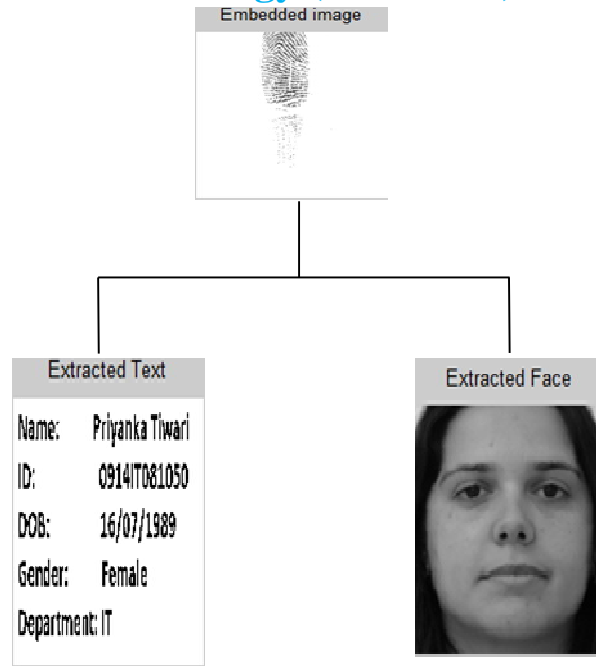 Embedded image
Extracted Text
Name: Priyanka Tiwari
ID: 0914IT081050
DOB: 16/07/1989
Gender: Female
Department: IT
Extracted Face